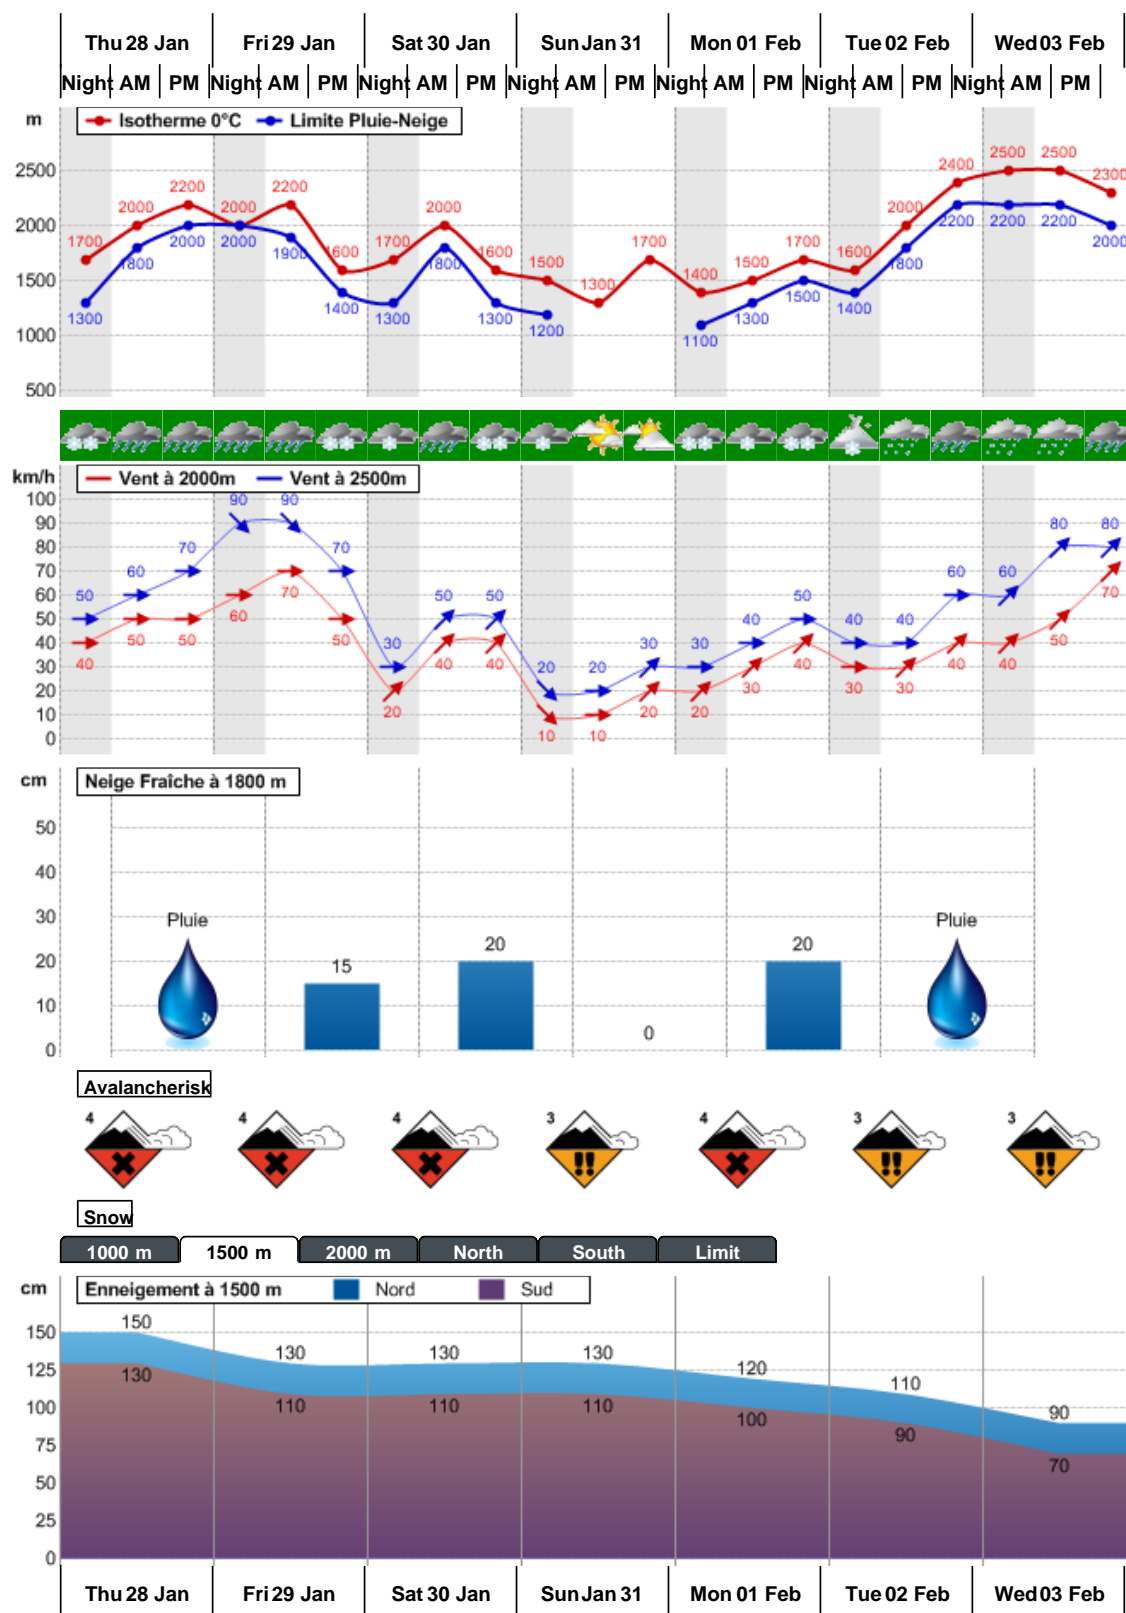 Thu 28 Jan Fri 29 Jan Sat 30 Jan Sun Jan 31 Mon 01 Feb Tue 02 Feb Wed 03 Feb
Night AM PM Night AM PM Night AM PM Night AM PM Night AM PM Night AM PM Night AM PM
m Isotherme 0°C Limite Pluie-Neige
2500
2000
1500
1000
500
1700 2000 2200 2000 2200 1600 1700 2000 1600 1500 1300 1700 1400 1500 1700 1600 2000 2400 2500 2500 2300
1300 1800 2000 2000 1900 1400 1300 1800 1300 1200 1100 1300 1500 1400 1800 2200 2200 2200 2000
km/h Vent à 2000m Vent à 2500m
100
90
80
70
60
50
40
30
20
10
0
50 60 70 90 90 70 30 50 50 20 20 30 30 40 50 40 40 60 60 80 80
40 50 50 60 70 50 20 40 40 10 10 20 20 30 40 30 30 40 40 50 70
cm Neige Fraîche à 1800 m
50
40
30
20
10
0
Pluie 15 20 0 20 Pluie
Avalancherisk
4 4 4 3 4 3 3
Snow
1000 m 1500 m 2000 m North South Limit
cm Enneigement à 1500 m Nord Sud
150
125
100
75
50
25
0
150 130 130 130 120 110 90
130 110 110 110 100 90 70
Thu 28 Jan Fri 29 Jan Sat 30 Jan Sun Jan 31 Mon 01 Feb Tue 02 Feb Wed 03 Feb